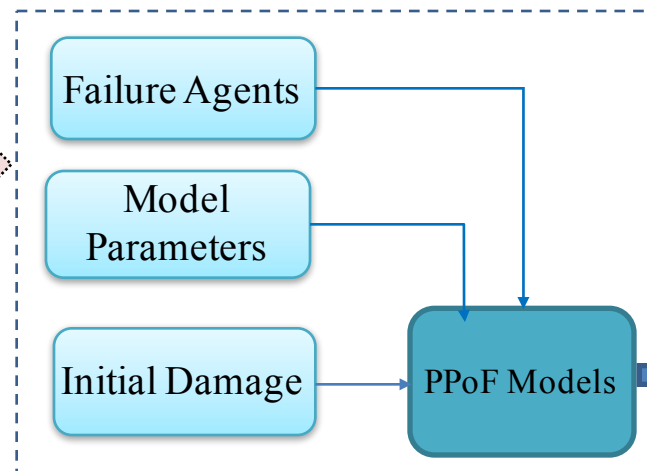 Failure Agents
Model
Parameters
Initial Damage
PPoF Models